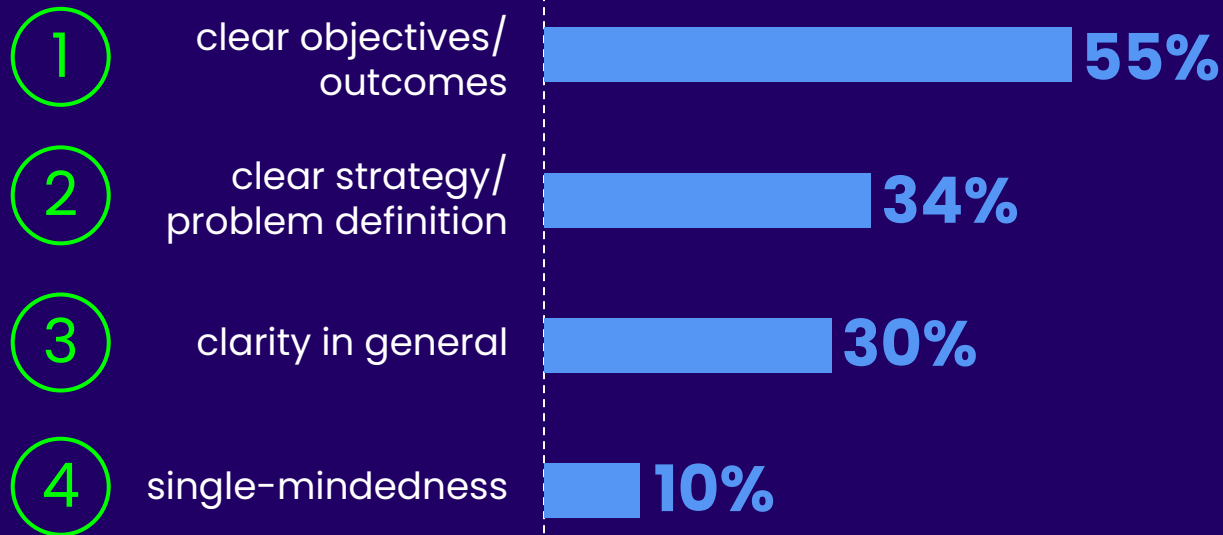 1
clear objectives/
outcomes
55%
2
clear strategy/
problem definition
34%
3
clarity in general
30%
4
single-mindedness
10%